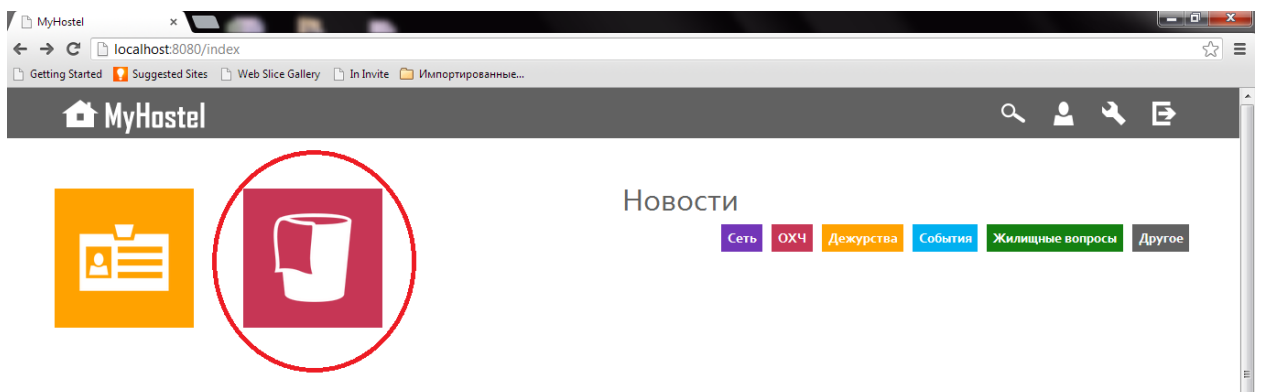 MyHostel
localhost:8080/index
Getting Started Suggested Sites Web Slice Gallery In Invite Импортированные...
MyHostel
Новости
Сеть ОХЧ Дежурства События Жилищные вопросы Другое